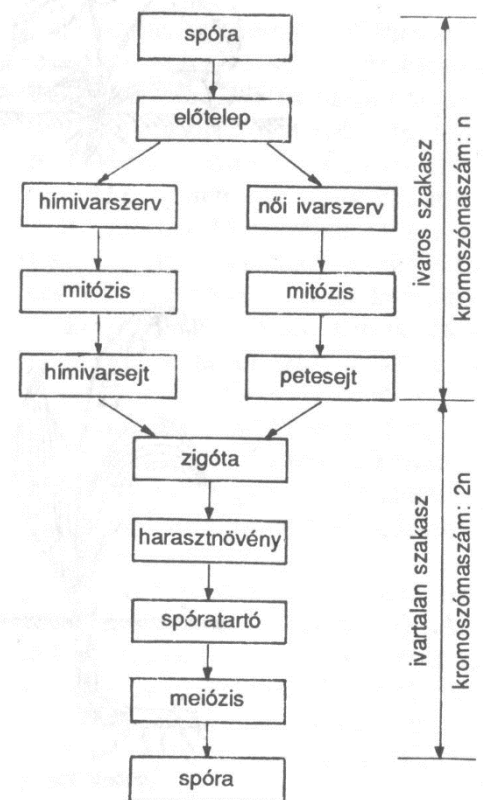 spóra
előtelep
hímivarszerv
női ivarszerv
mitózis
mitózis
hímivarsejt
petesejt
zigóta
harasztnövény
spóratartó
meiózis
spóra
ivaros szakasz
kromoszómaszám: n
ivartalan szakasz
kromoszómaszám: 2n